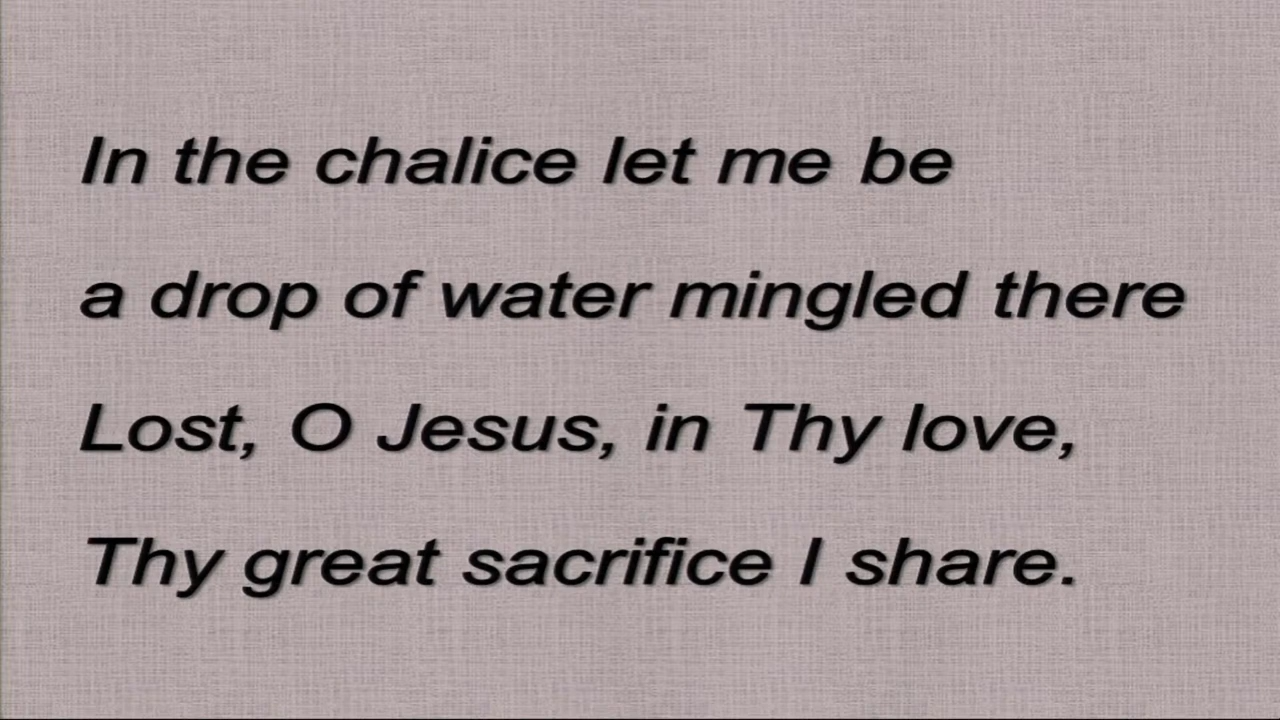 In the chalice let me be
a drop of water mingled there
Lost, O Jesus, in Thy love,
Thy great sacrifice I share.